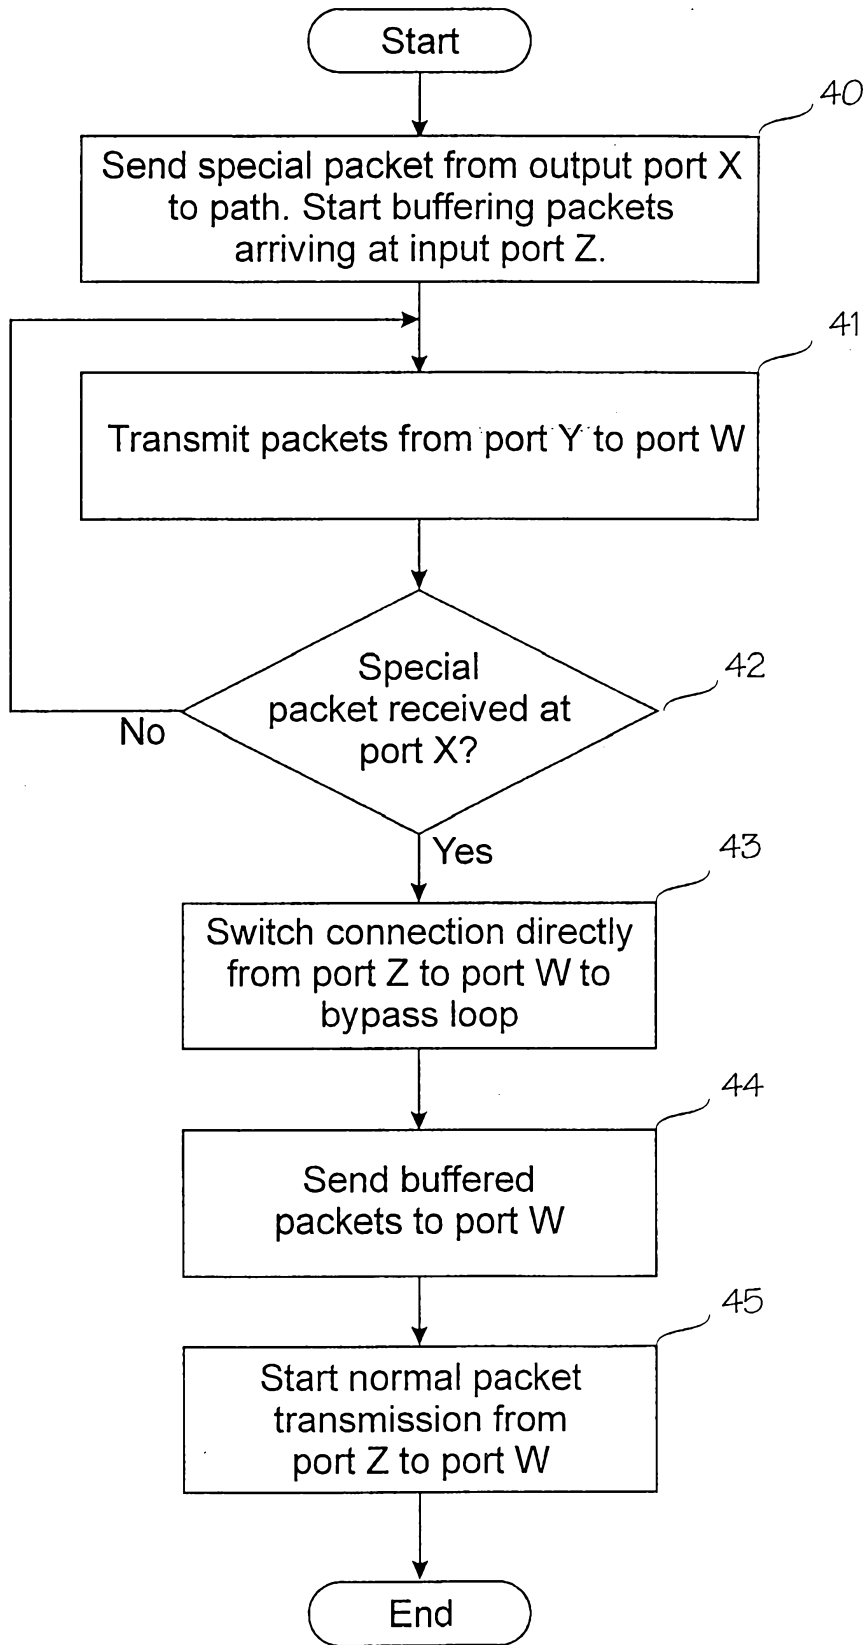 Start
40
Send special packet from output port X
to path. Start buffering packets
arriving at input port Z.
41
Transmit packets from port Y to port W
Special
packet received at
port X?
42
No
Yes
43
Switch connection directly
from port Z to port W to
bypass loop
44
Send buffered
packets to port W
45
Start normal packet
transmission from
port Z to port W
End